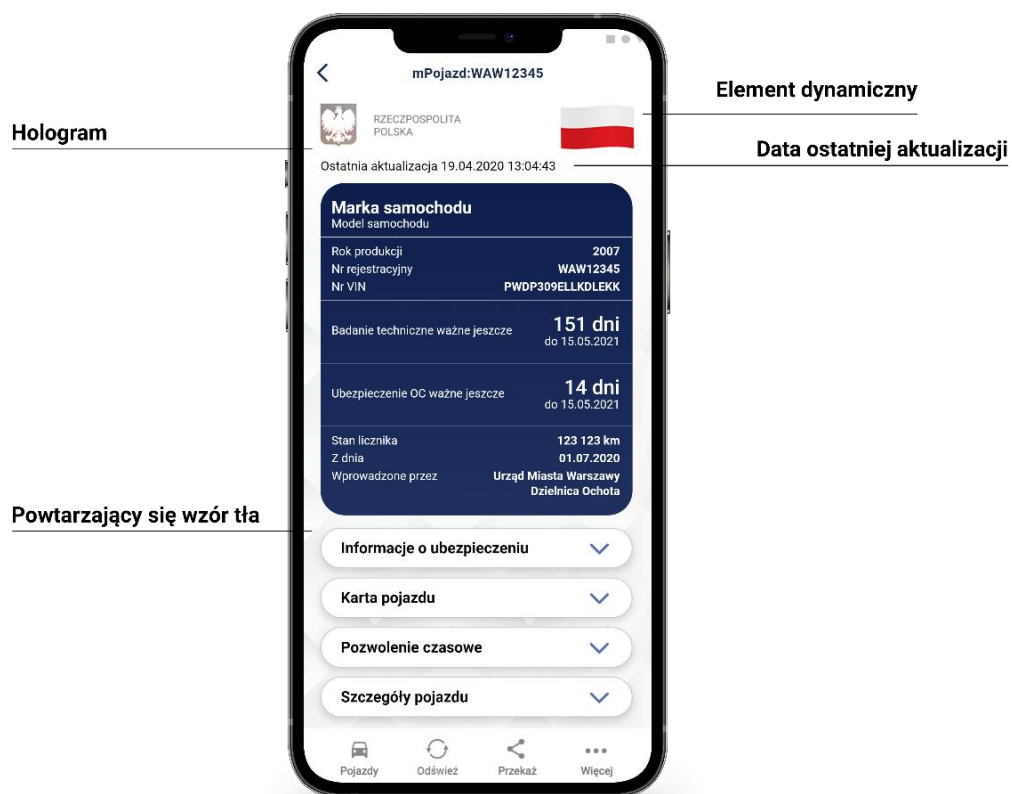 mPojazd:WAW12345
Element dynamiczny
RZECZPOSPOLITA
POLSKA
Hologram
Data ostatniej aktualizacji
Ostatnia aktualizacja 19.04.2020 13:04:43
Marka samochodu
Model samochodu
Rok produkcji 2007
Nr rejestracyjny WAW12345
Nr VIN PWDP309ELLKDLEKK
Badanie techniczne ważne jeszcze 151 dni
do 15.05.2021
Ubezpieczenie OC ważne jeszcze 14 dni
do 15.05.2021
Stan licznika 123 123 km
Z dnia 01.07.2020
Wprowadzone przez Urząd Miasta Warszawy
Dzielnica Ochota
Powtarzający się wzór tła
Informacje o ubezpieczeniu
Karta pojazdu
Pozwolenie czasowe
Szczegóły pojazdu
Pojazdy Odśwież Przekaż Więcej